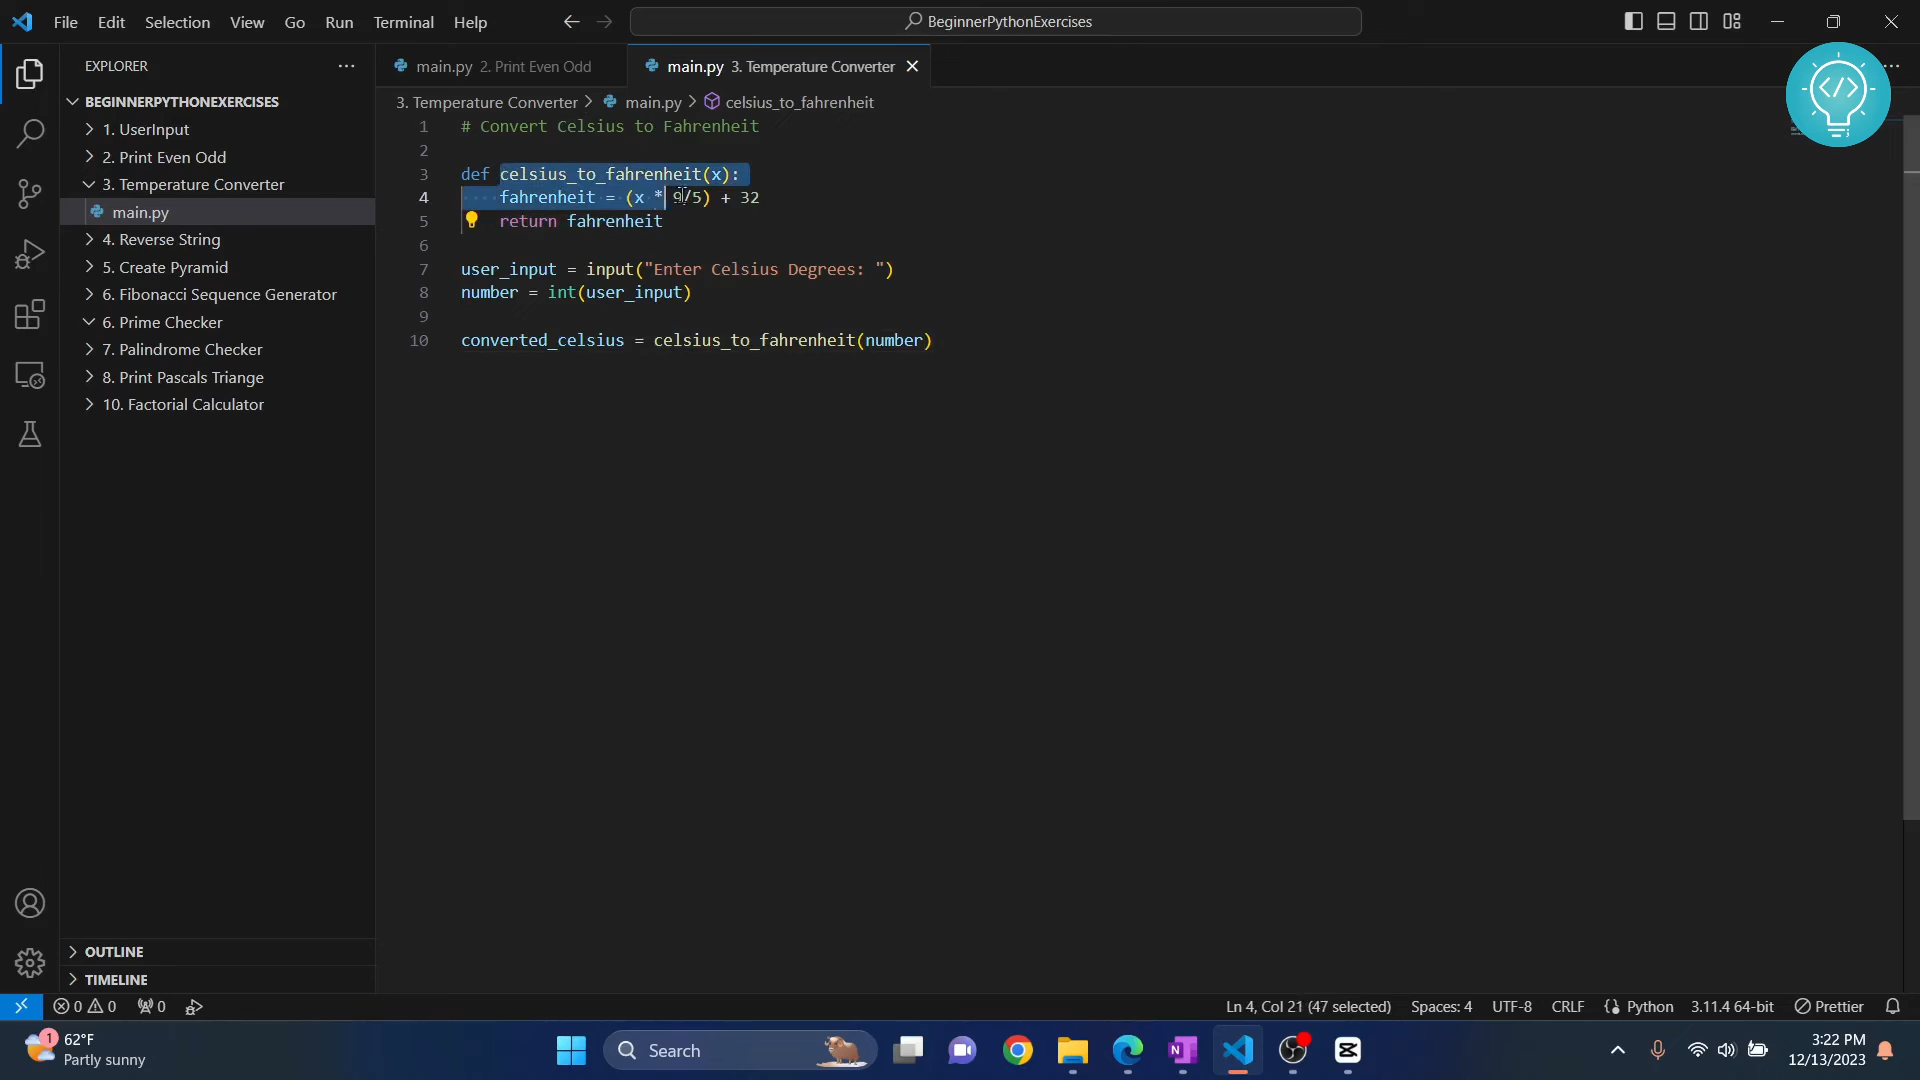 File Edit Selection View Go Run Terminal Help
BeginnerPythonExercises
EXPLORER
BEGINNERPYTHONEXERCISES
1. UserInput
2. Print Even Odd
3. Temperature Converter
main.py
4. Reverse String
5. Create Pyramid
6. Fibonacci Sequence Generator
6. Prime Checker
7. Palindrome Checker
8. Print Pascals Triange
10. Factorial Calculator
OUTLINE
TIMELINE
main.py 2. Print Even Odd
main.py 3. Temperature Converter
3. Temperature Converter > main.py > celsius_to_fahrenheit
1 # Convert Celsius to Fahrenheit
2
3 def celsius_to_fahrenheit(x):
4 fahrenheit = (x * 9/5) + 32
5 return fahrenheit
6
7 user_input = input("Enter Celsius Degrees: ")
8 number = int(user_input)
9
10 converted_celsius = celsius_to_fahrenheit(number)
</>
0 0 0
Ln 4, Col 21 (47 selected) Spaces: 4 UTF-8 CRLF {} Python 3.11.4 64-bit Prettier
1
62°F
Partly sunny
Search
N
3:22 PM
12/13/2023